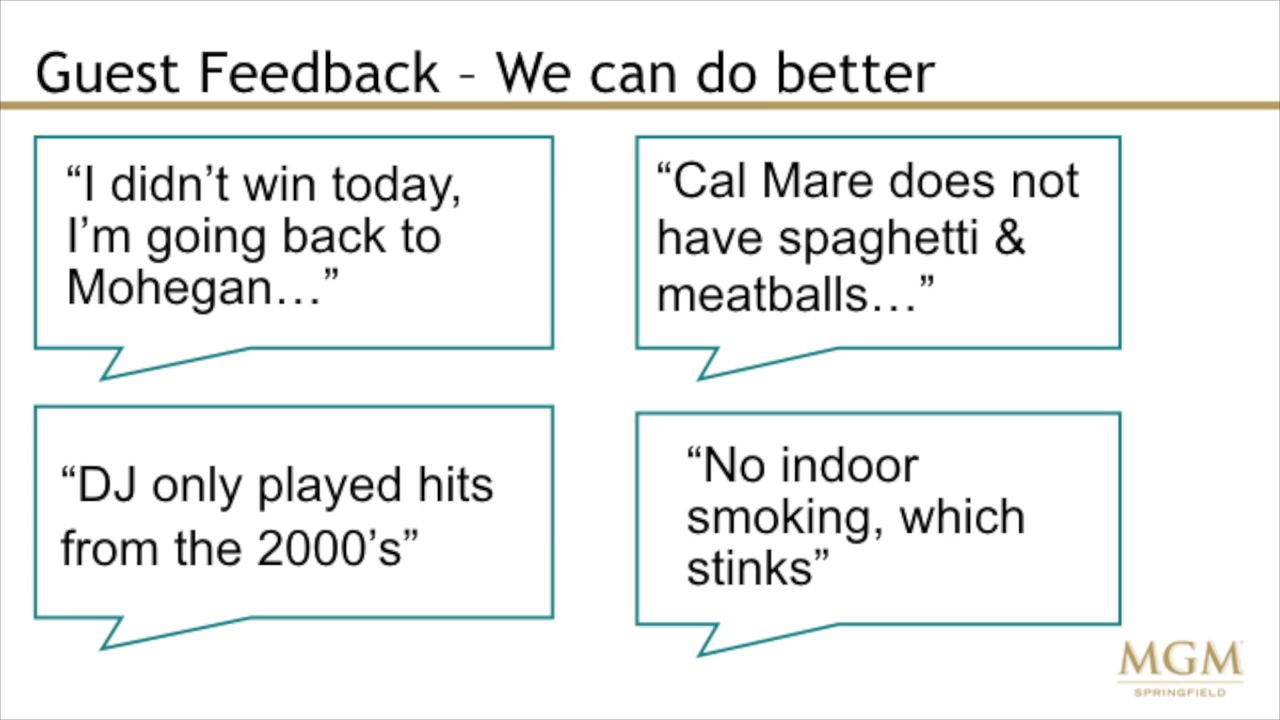 Guest Feedback – We can do better
“I didn’t win today,
I’m going back to
Mohegan…”
“Cal Mare does not
have spaghetti &
meatballs…”
“DJ only played hits
from the 2000’s”
“No indoor
smoking, which
stinks”
MGM
SPRINGFIELD